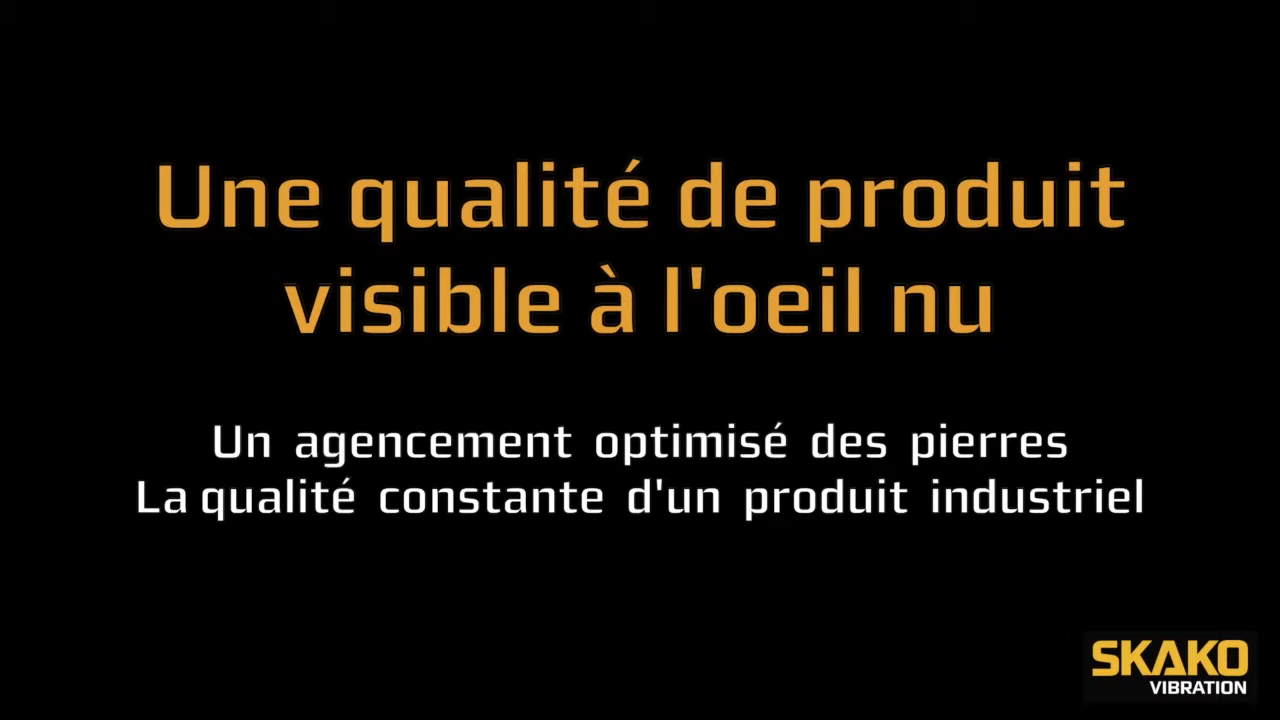 Une qualité de produit
visible à l'oeil nu
Un agencement optimisé des pierres
La qualité constante d'un produit industriel
SKAKO
VIBRATION